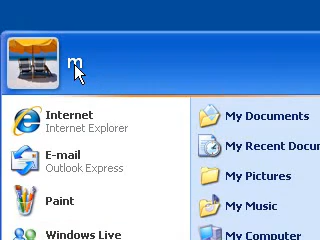 m
Internet
Internet Explorer
E-mail
Outlook Express
Paint
Windows Live
My Documents
My Recent Docu
My Pictures
My Music
My Computer